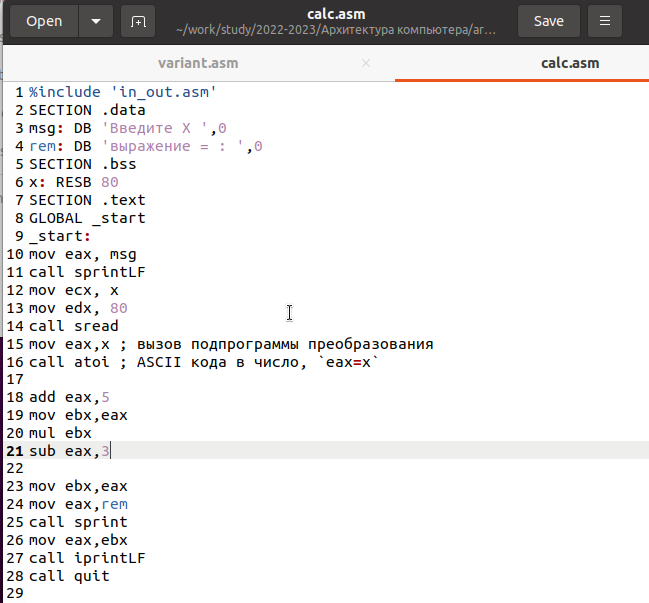 Open
calc.asm
~/work/study/2022-2023/Архитектура компьютера/ar...
Save
variant.asm
calc.asm
1 %include 'in_out.asm'
2 SECTION .data
3 msg: DB 'Введите X ',0
4 rem: DB 'выражение = : ',0
5 SECTION .bss
6 x: RESB 80
7 SECTION .text
8 GLOBAL _start
9 _start:
10 mov eax, msg
11 call sprintLF
12 mov ecx, x
13 mov edx, 80
14 call sread
15 mov eax,x ; вызов подпрограммы преобразования
16 call atoi ; ASCII кода в число, `eax=x`
17
18 add eax,5
19 mov ebx,eax
20 mul ebx
21 sub eax,3
22
23 mov ebx,eax
24 mov eax,rem
25 call sprint
26 mov eax,ebx
27 call iprintLF
28 call quit
29